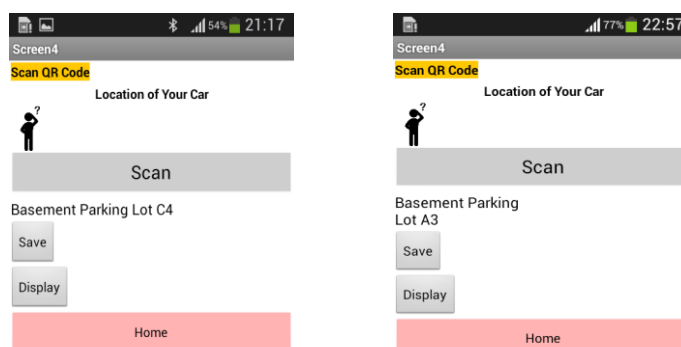 54% 21:17
Screen4
Scan QR Code
Location of Your Car
?
Scan
Basement Parking Lot C4
Save
Display
Home
77% 22:57
Screen4
Scan QR Code
Location of Your Car
?
Scan
Basement Parking
Lot A3
Save
Display
Home